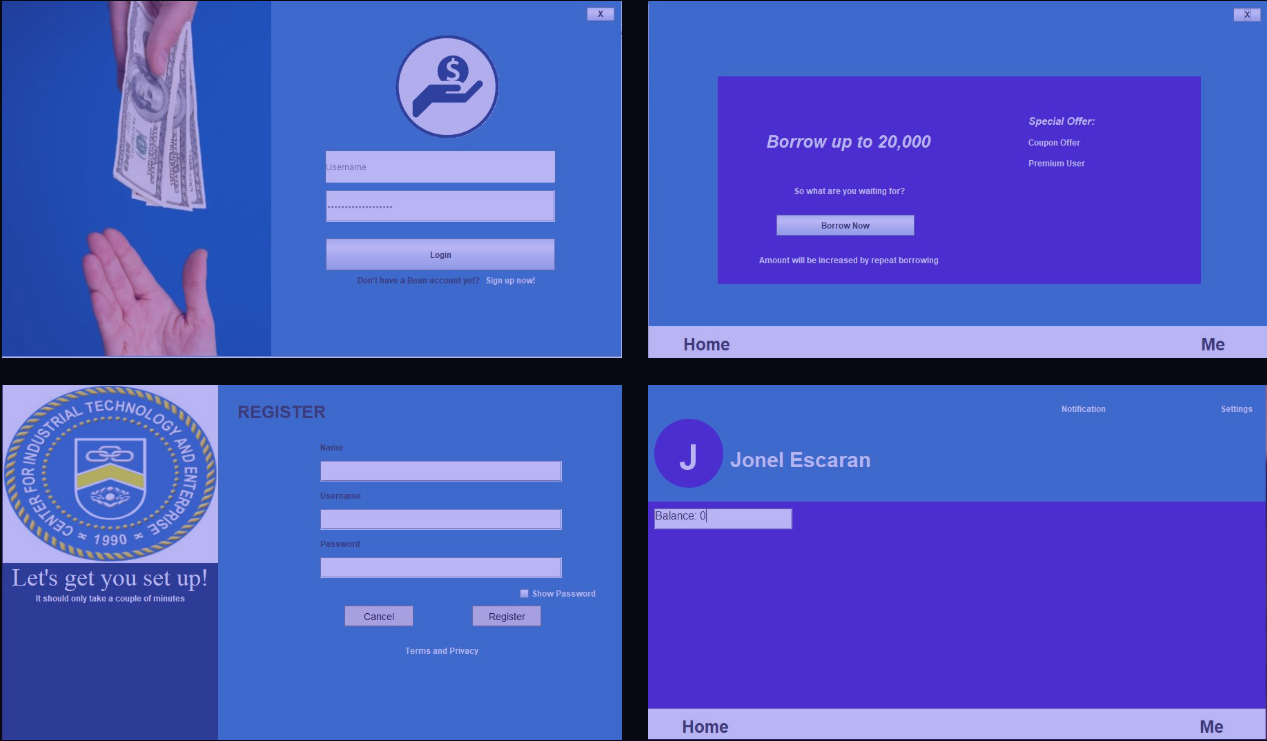 X
$
Username
-------------------
Login
Don't have a Bean account yet? Sign up now!
X
Borrow up to 20,000
So what are you waiting for?
Borrow Now
Amount will be increased by repeat borrowing
Special Offer:
Coupon Offer
Premium User
Home
Me
CENTER FOR INDUSTRIAL TECHNOLOGY AND ENTERPRISE
1990
Let's get you set up!
It should only take a couple of minutes
REGISTER
Name
Username
Password
Show Password
Cancel
Register
Terms and Privacy
Notification
Settings
J
Jonel Escaran
Balance: 0
Home
Me